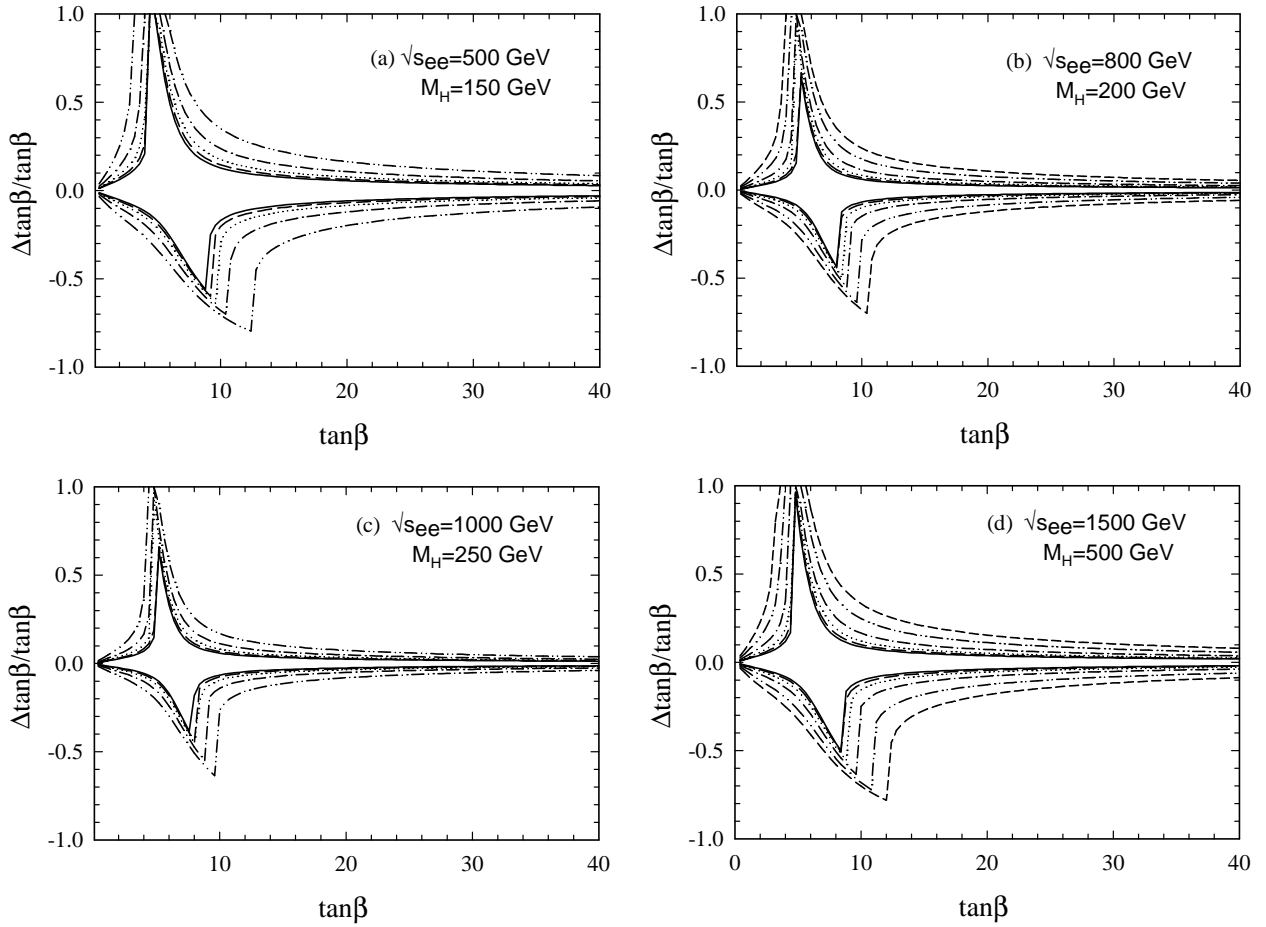 1.0
0.5
0.0
-0.5
-1.0
Δtanβ/tanβ
(a) √see=500 GeV
M_H=150 GeV
10
20
30
40
tanβ
1.0
0.5
0.0
-0.5
-1.0
Δtanβ/tanβ
(b) √see=800 GeV
M_H=200 GeV
10
20
30
40
tanβ
1.0
0.5
0.0
-0.5
-1.0
Δtanβ/tanβ
(c) √see=1000 GeV
M_H=250 GeV
10
20
30
40
tanβ
1.0
0.5
0.0
-0.5
-1.0
Δtanβ/tanβ
(d) √see=1500 GeV
M_H=500 GeV
0
10
20
30
40
tanβ